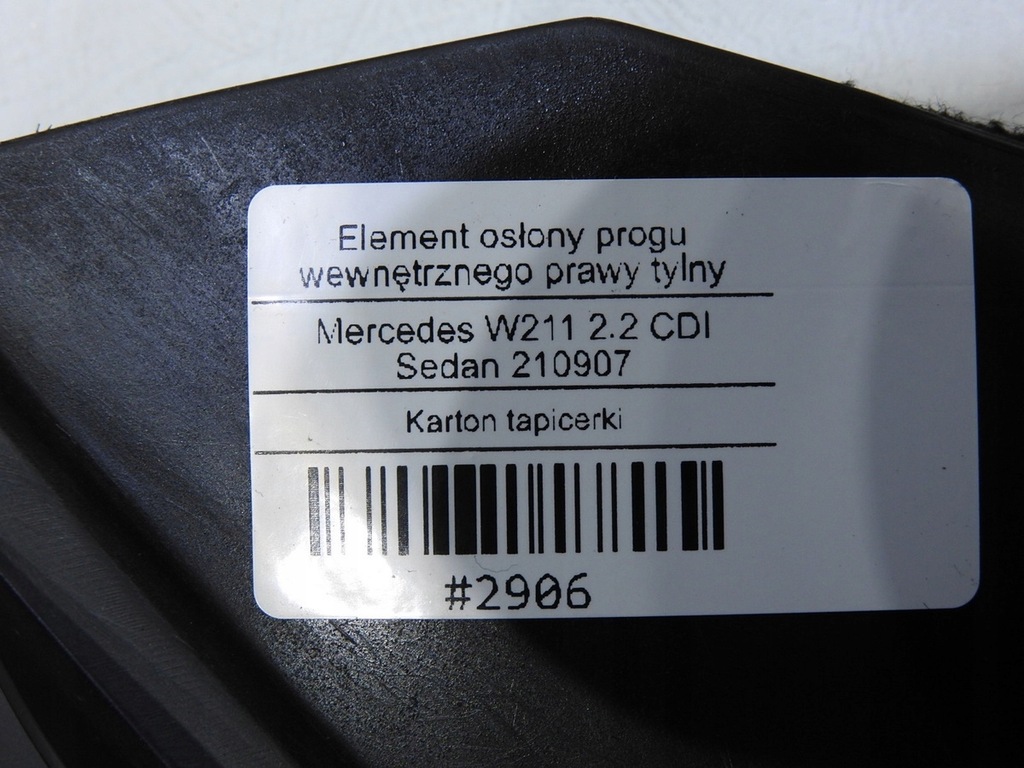 Element osłony progu
wewnętrznego prawy tylny
Mercedes W211 2.2 CDI
Sedan 210907
Karton tapicerki
#2906